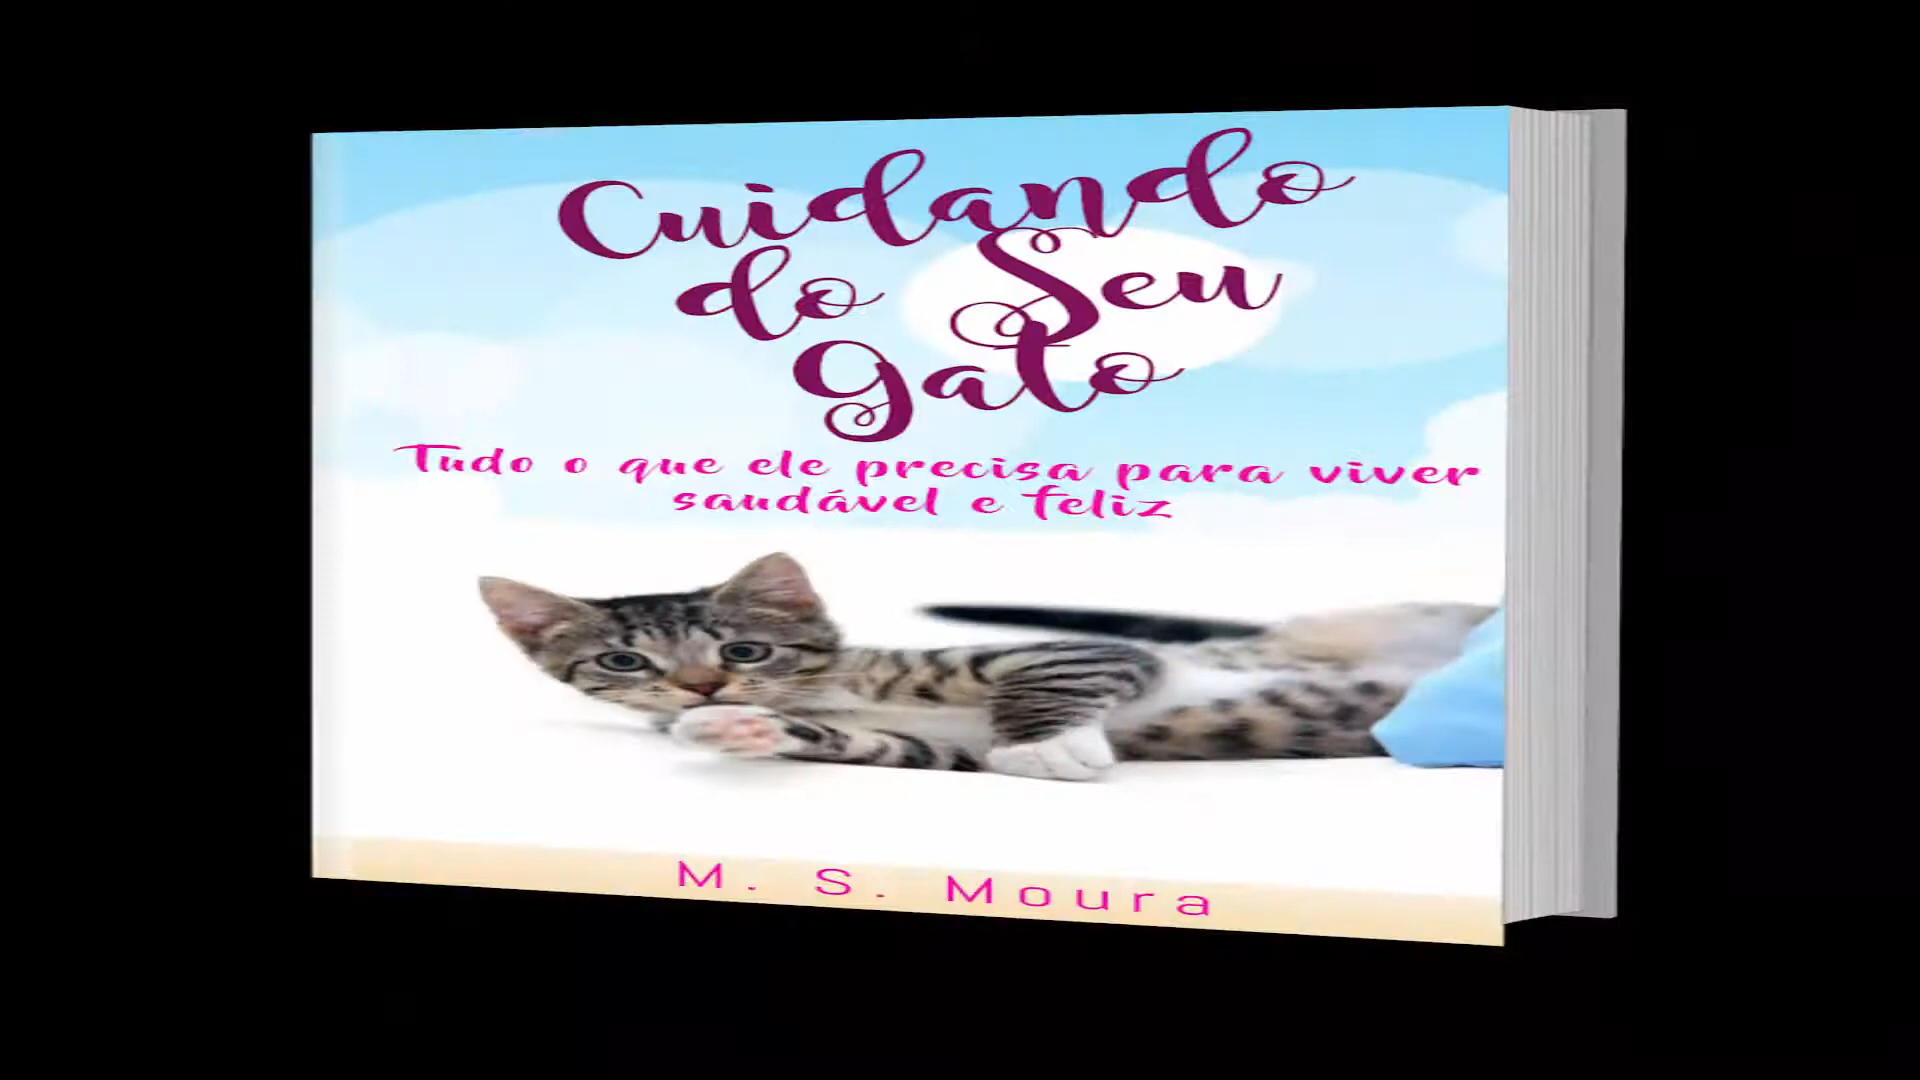 Cuidando
do Seu
gato
Tudo o que ele precisa para viver
saudável e feliz
M. S. Moura